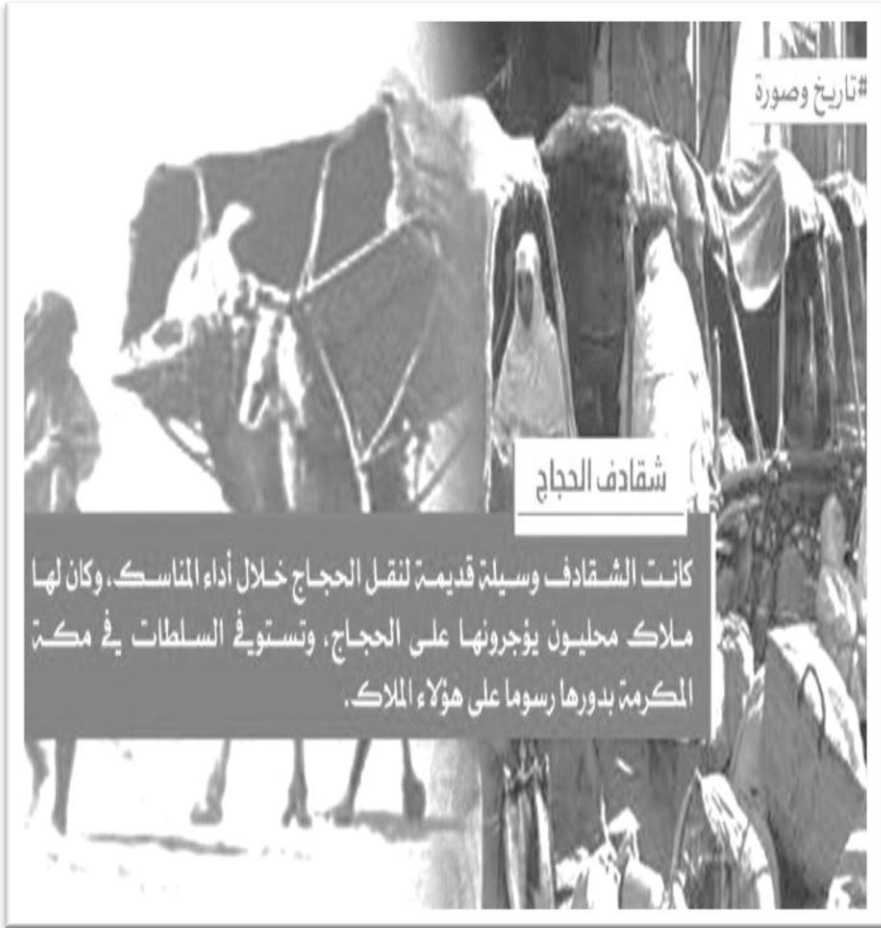 #تاريخ وصورة
شقادف الحجاج
كانت الشقادف وسيلة قديمة لنقل الحجاج خلال أداء المناسك، وكان لها
ملاك محليون يؤجرونها على الحجاج، وتستوفي السلطات في مكة
المكرمة بدورها رسوما على هؤلاء الملاك.